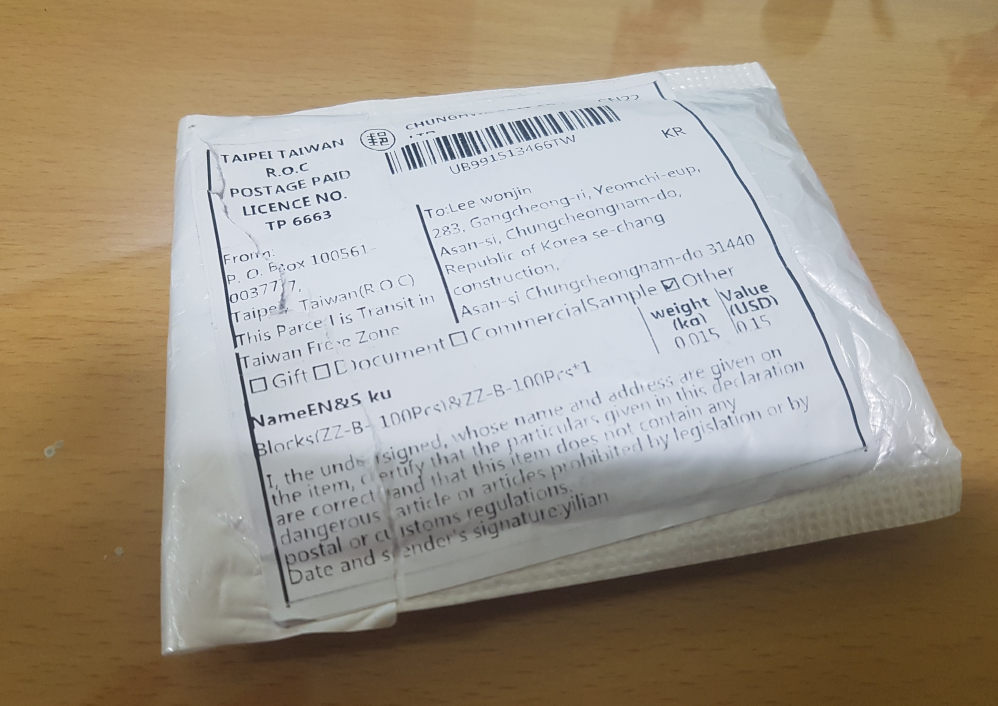 TAIPEI TAIWAN
R.O.C
POSTAGE PAID
LICENCE NO.
TP 6663
郵
UB991513466TW
KR
From:
P. O. Box 100561-
003777,
Taipei, Taiwan(R O C)
This Parcel is Transit in
Taiwan Free Zone
To:Lee wonjin
283, Gangcheong-ri, Yeomchi-eup,
Asan-si, Chungcheongnam-do,
Republic of Korea se-chang
construction,
Asan-si Chungcheongnam-do 31440
☐ Gift ☐ Document ☐ CommercialSample ☑ Other
weight (kg) Value (USD)
0.015 0.15
NameEN&S ku
Blocks(ZZ-B- 100Pcs)&ZZ-B-100Pcs*1
I, the undersigned, whose name and address are given on
the item, certify that the particulars given in this declaration
are correct and that this item does not contain any
dangerous article or articles prohibited by legislation or by
postal or customs regulations.
Date and sender's signature:yilian